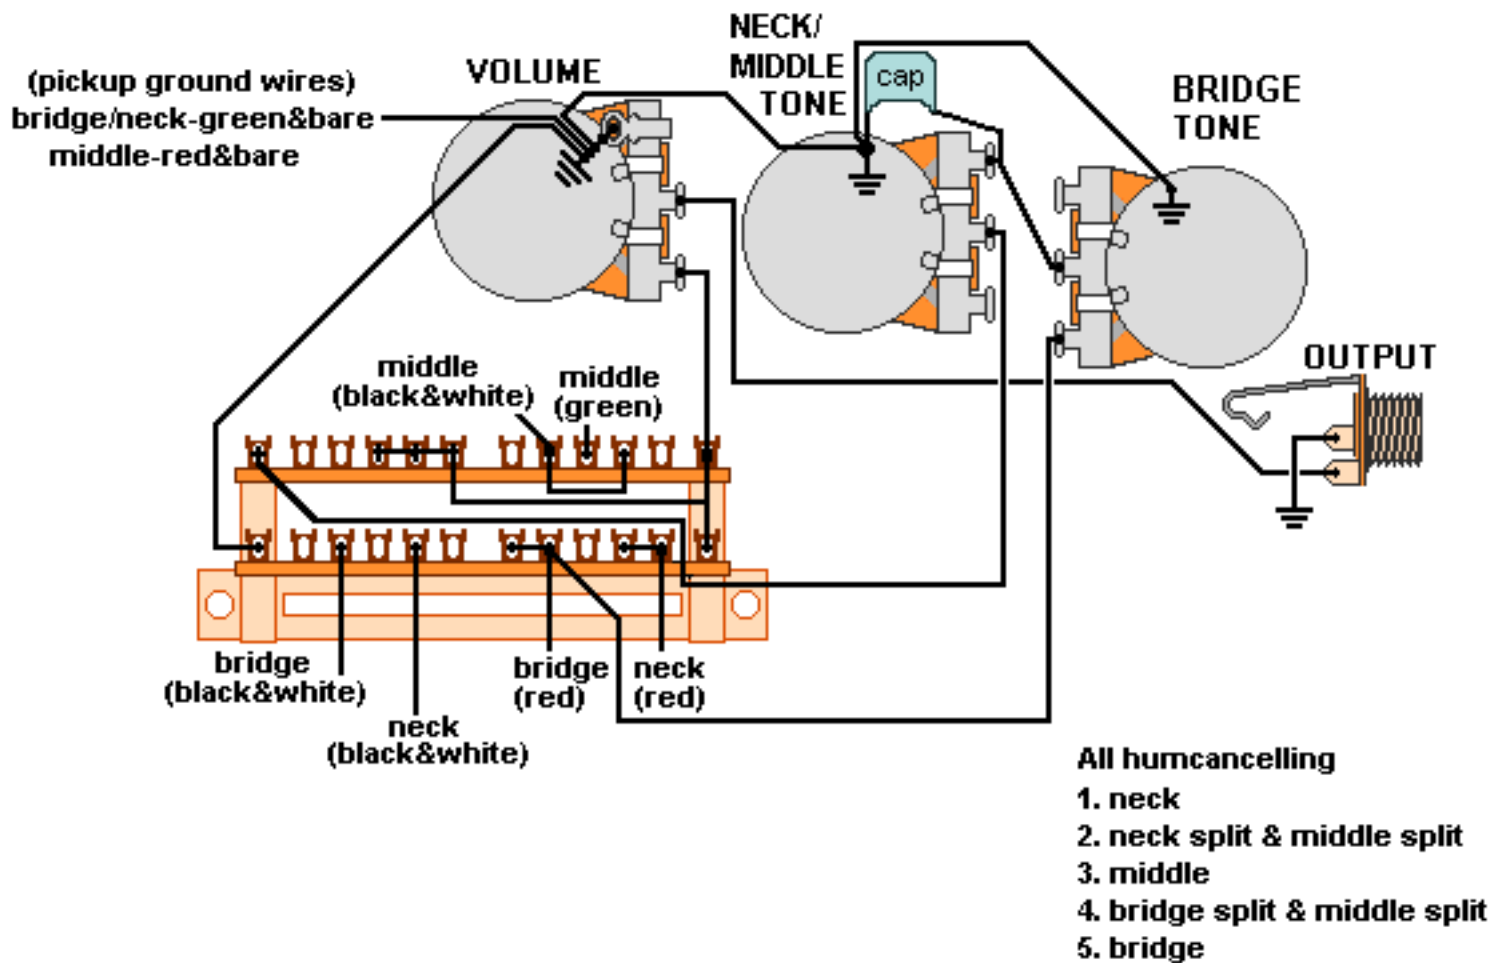 (pickup ground wires)
bridge/neck-green&bare
middle-red&bare
VOLUME
NECK/
MIDDLE
TONE
cap
BRIDGE
TONE
OUTPUT
middle
(black&white)
middle
(green)
bridge
(black&white)
neck
(black&white)
bridge
(red)
neck
(red)
All humcancelling
1. neck
2. neck split & middle split
3. middle
4. bridge split & middle split
5. bridge